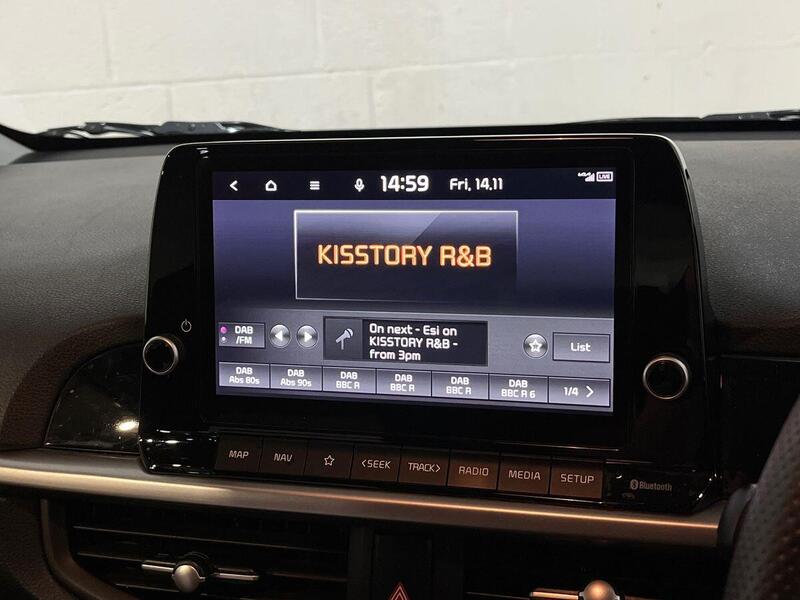 14:59 Fri, 14.11 LIVE
KISSTORY R&B
DAB
/FM
On next - Esi on
KISSTORY R&B -
from 3pm
List
DAB
Abs 80s
DAB
Abs 90s
DAB
BBC R
DAB
BBC R
DAB
BBC R
DAB
BBC R 6
1/4 >
MAP
NAV
<SEEK
TRACK>
RADIO
MEDIA
SETUP
Bluetooth